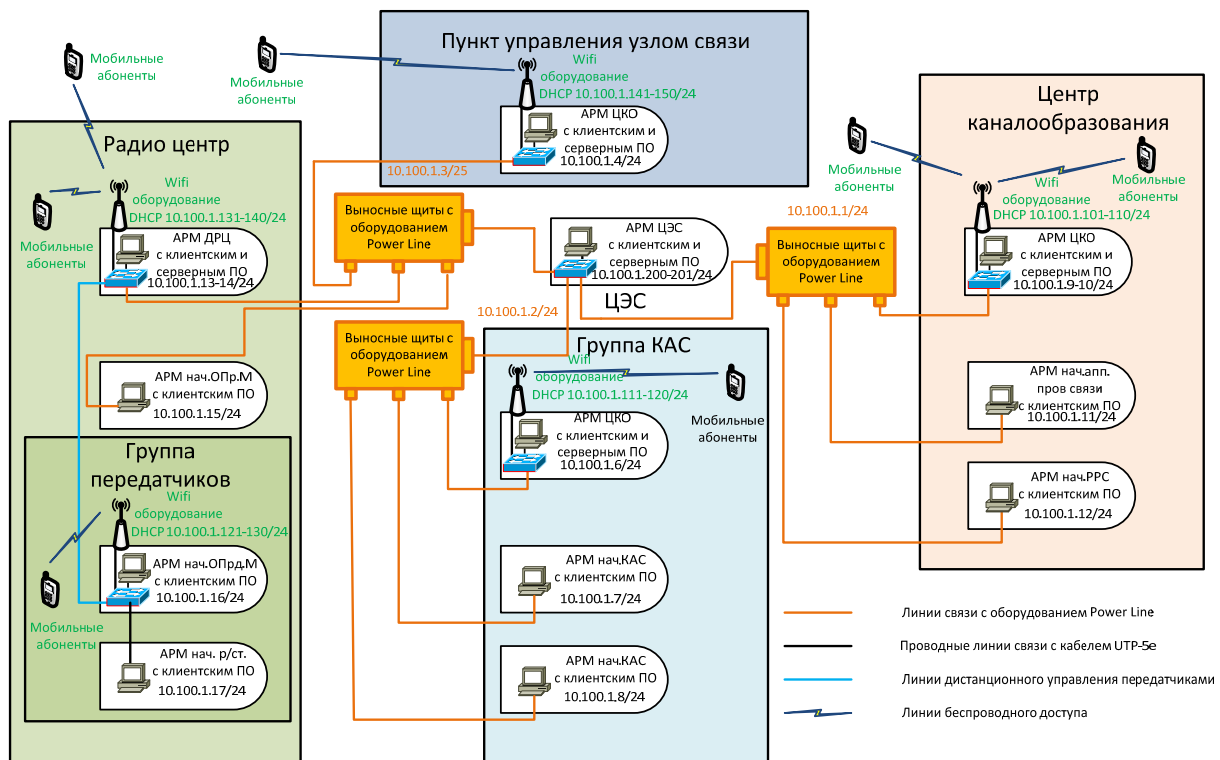 Пункт управления узлом связи
Wifi
оборудование
DHCP 10.100.1.141-150/24
Мобильные
абоненты
Мобильные
абоненты
АРМ ЦКО
с клиентским и
серверным ПО
10.100.1.4/24
10.100.1.3/25
Радио центр
Wifi
оборудование
DHCP 10.100.1.131-140/24
Мобильные
абоненты
АРМ ДРЦ
с клиентским и
серверным ПО
10.100.1.13-14/24
АРМ нач.ОПр.М
с клиентским ПО
10.100.1.15/24
Группа
передатчиков
Wifi
оборудование
DHCP 10.100.1.121-130/24
АРМ нач.ОПрд.М
с клиентским ПО
10.100.1.16/24
Мобильные
абоненты
АРМ нач. р/ст.
с клиентским ПО
10.100.1.17/24
Выносные щиты с
оборудованием
Power Line
АРМ ЦЭС
с клиентским и
серверным ПО
10.100.1.200-201/24
ЦЭС
10.100.1.1/24
Выносные щиты с
оборудованием
Power Line
10.100.1.2/24
Выносные щиты с
оборудованием
Power Line
Группа КАС
Wifi
оборудование
DHCP 10.100.1.111-120/24
Мобильные
абоненты
АРМ ЦКО
с клиентским и
серверным ПО
10.100.1.6/24
АРМ нач.КАС
с клиентским ПО
10.100.1.7/24
АРМ нач.КАС
с клиентским ПО
10.100.1.8/24
Центр
каналообразования
Мобильные
абоненты
Мобильные
абоненты
Wifi
оборудование
DHCP 10.100.1.101-110/24
АРМ ЦКО
с клиентским и
серверным ПО
10.100.1.9-10/24
АРМ нач.апп.
пров связи
с клиентским ПО
10.100.1.11/24
АРМ нач.РРС
с клиентским ПО
10.100.1.12/24
Линии связи с оборудованием Power Line
Проводные линии связи с кабелем UTP-5e
Линии дистанционного управления передатчиками
Линии беспроводного доступа